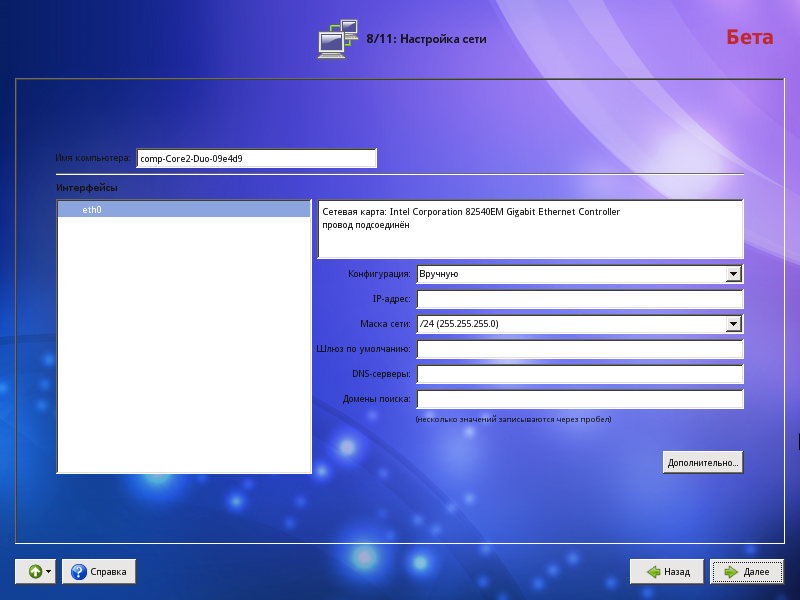 8/11: Настройка сети
Бета
Имя компьютера: comp-Core2-Duo-09e4d9
Интерфейсы
eth0
Сетевая карта: Intel Corporation 82540EM Gigabit Ethernet Controller
провод подсоединён
Конфигурация: Вручную
IP-адрес:
Маска сети: /24 (255.255.255.0)
Шлюз по умолчанию:
DNS-серверы:
Домены поиска:
(несколько значений записываются через пробел)
Дополнительно...
Справка
Назад
Далее